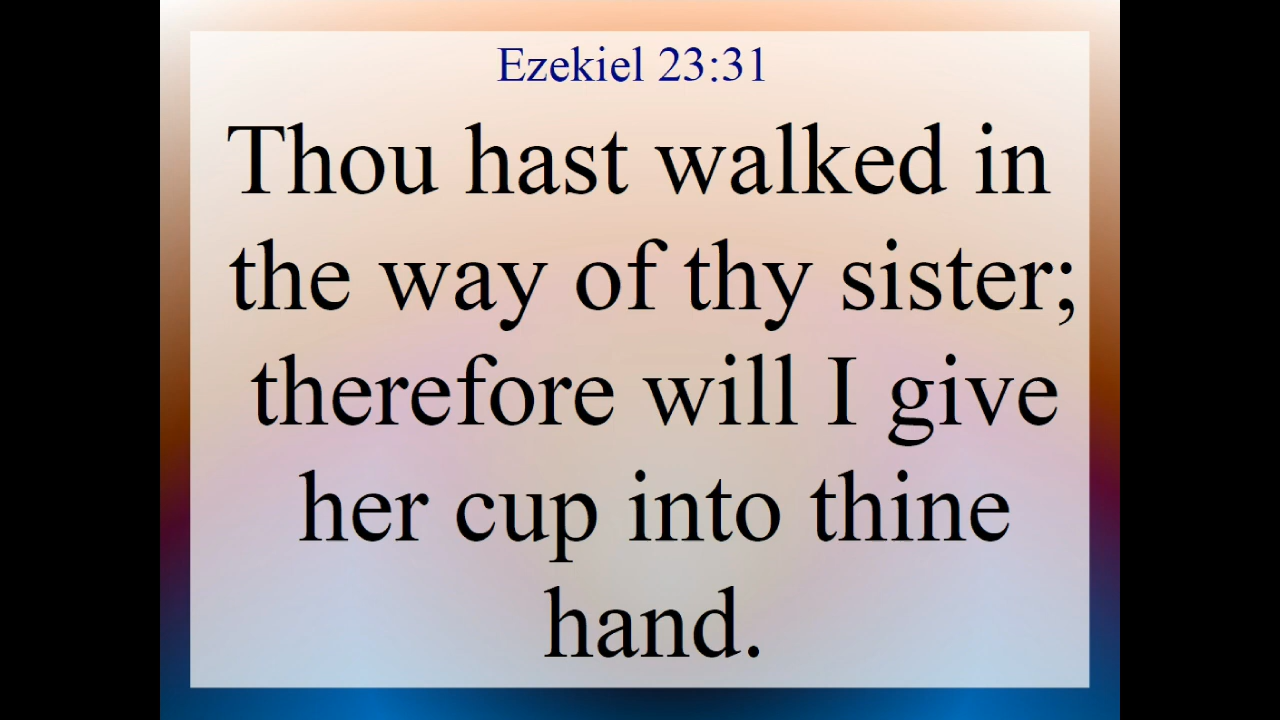 Ezekiel 23:31
Thou hast walked in
the way of thy sister;
therefore will I give
her cup into thine
hand.